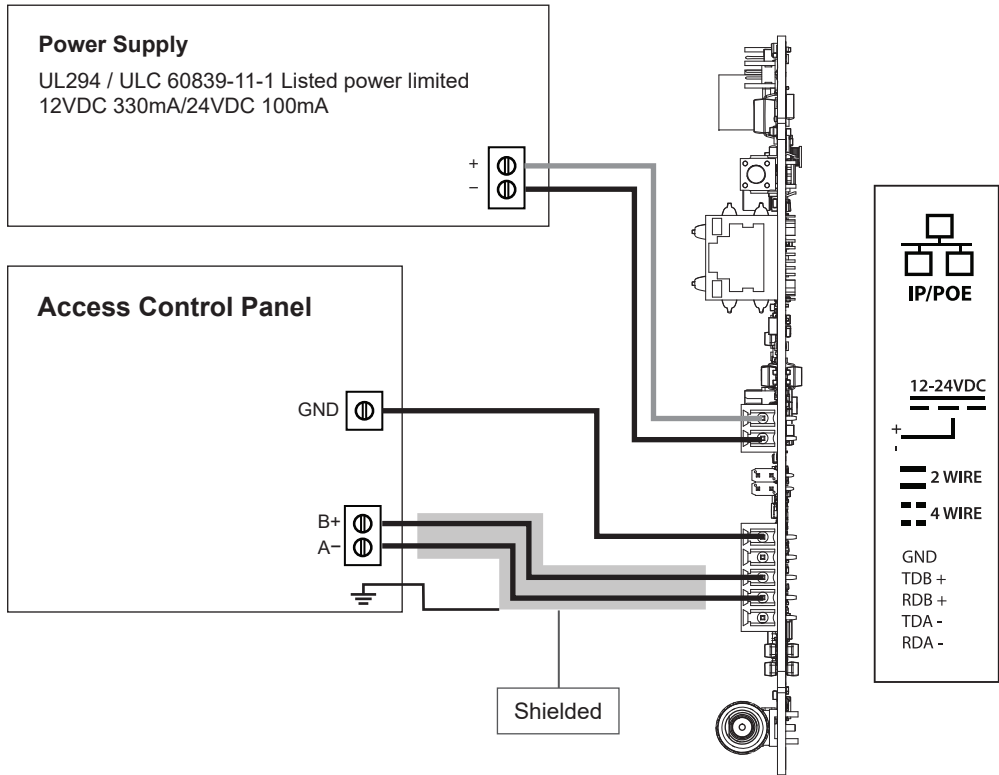 Power Supply
UL294 / ULC 60839-11-1 Listed power limited
12VDC 330mA/24VDC 100mA
+
−
Access Control Panel
GND
B+
A−
Shielded
IP/POE
12-24VDC
+
-
2 WIRE
4 WIRE
GND
TDB +
RDB +
TDA -
RDA -